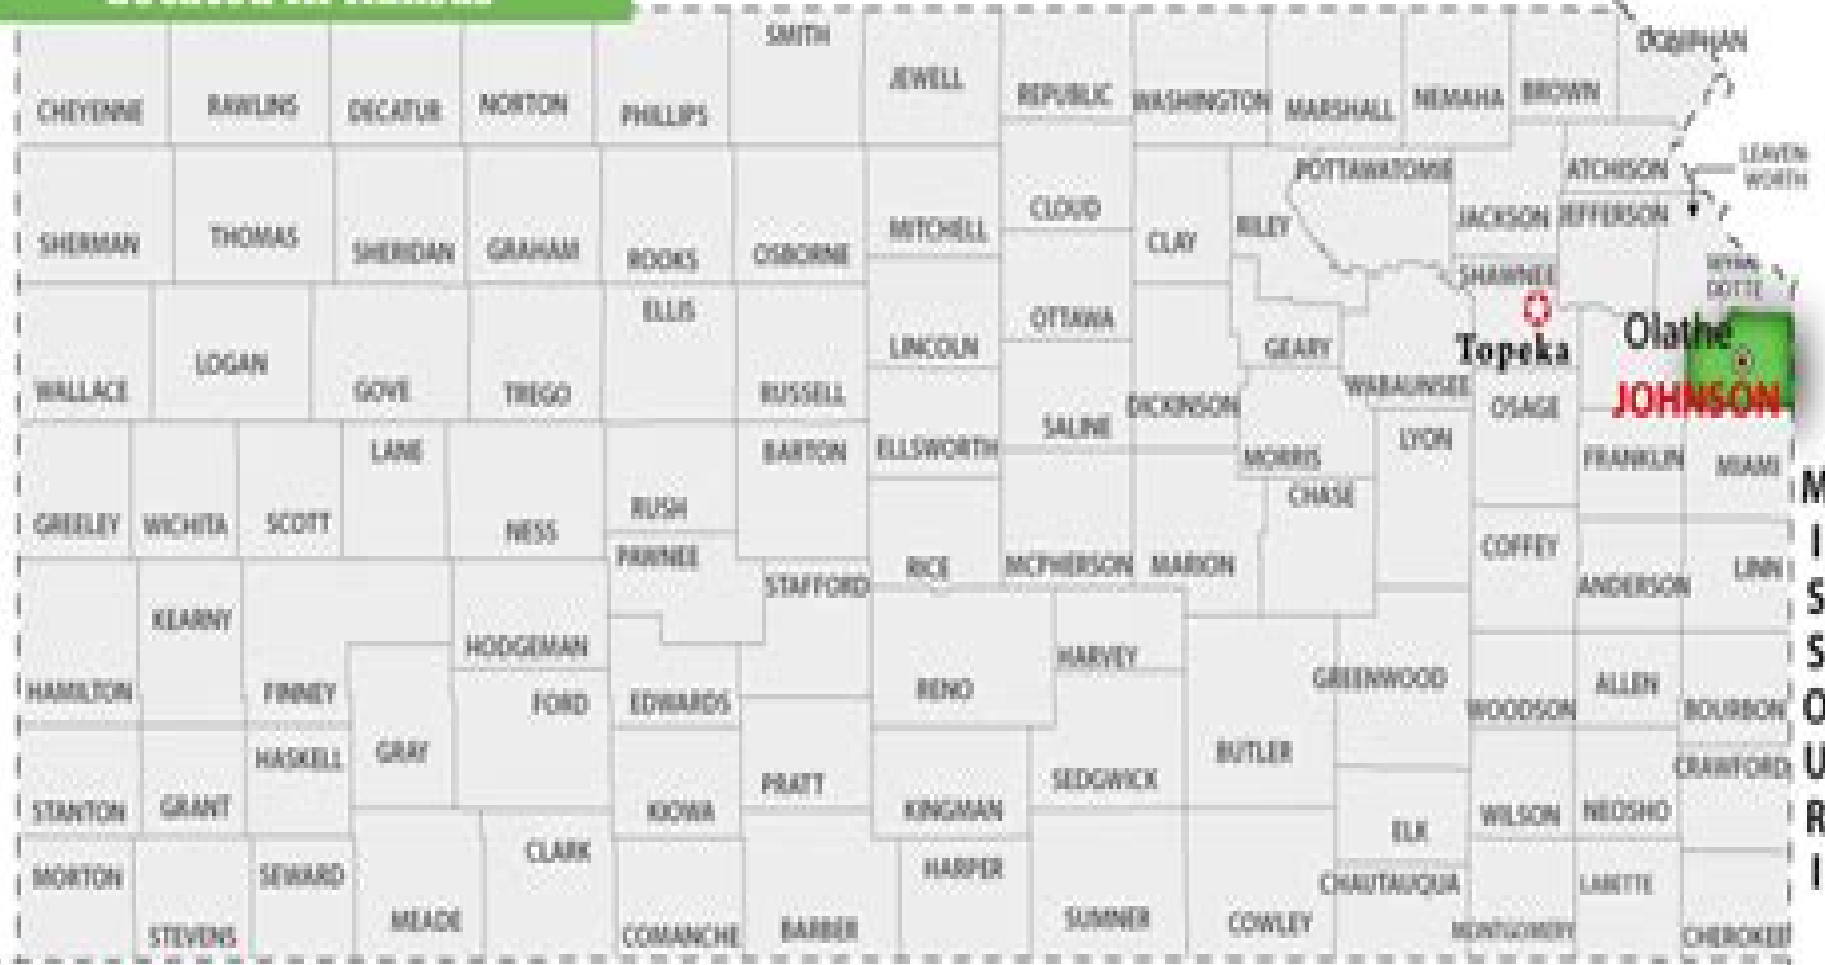 SMITH
DONIPHAN
JEWELL
CHEYENNE
RAWLINS
DECATUR
NORTON
PHILLIPS
REPUBLIC
WASHINGTON
MARSHALL
NEMAHA
BROWN
POTTAWATOMIE
ATCHISON
LEAVEN-
WORTH
SHERMAN
THOMAS
SHERIDAN
GRAHAM
ROOKS
OSBORNE
MITCHELL
CLOUD
CLAY
RILEY
JACKSON
JEFFERSON
SHAWNEE
DOTTE
ELLIS
OTTAWA
Olathe
WALLACE
LOGAN
GOVE
TREGO
RUSSELL
LINCOLN
GEARY
Topeka
WABAUNSEE
JOHNSON
DICKINSON
SALINE
OSAGE
LANE
BARTON
ELLSWORTH
MORRIS
LYON
FRANKLIN
MIAMI
GREELEY
WICHITA
SCOTT
NESS
RUSH
CHASE
PAWNEE
STAFFORD
RICE
MCPHERSON
MARION
COFFEY
ANDERSON
LINN
KEARNY
HODGEMAN
HAMILTON
FINNEY
FORD
EDWARDS
RENO
HARVEY
GREENWOOD
WOODSON
ALLEN
BOURBON
HASKELL
GRAY
PRATT
SEDGWICK
BUTLER
CRAWFORD
STANTON
GRANT
KIOWA
KINGMAN
ELK
WILSON
NEOSHO
MORTON
SEWARD
CLARK
HARPER
CHAUTAUQUA
LABETTE
STEVENS
MEADE
COMANCHE
BARBER
SUMNER
COWLEY
MONTGOMERY
CHEROKEE
MISSOURI